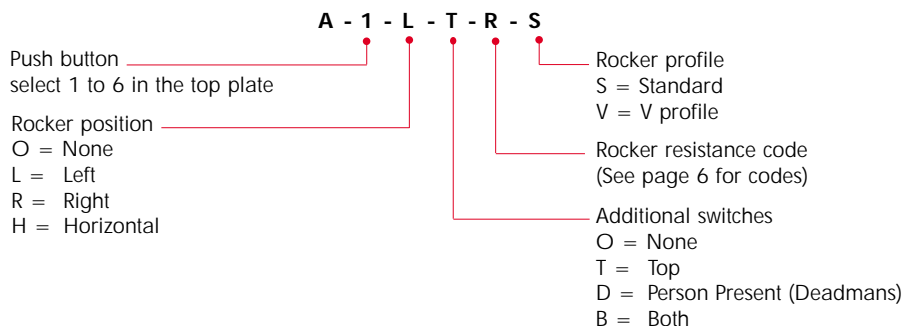 A - 1 - L - T - R - S
Push button
select 1 to 6 in the top plate
Rocker position
O = None
L = Left
R = Right
H = Horizontal
Rocker profile
S = Standard
V = V profile
Rocker resistance code
(See page 6 for codes)
Additional switches
O = None
T = Top
D = Person Present (Deadmans)
B = Both